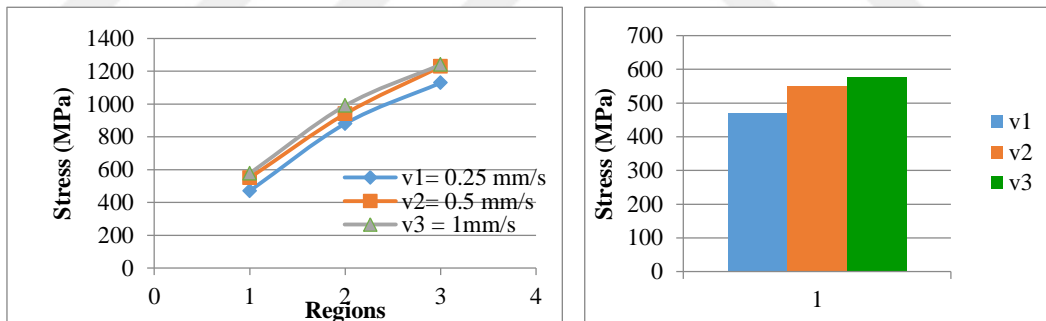 Stress (MPa)
1400
1200
1000
800
600
400
200
0
0
1
2
3
4
Regions
v1= 0.25 mm/s
v2= 0.5 mm/s
v3 = 1mm/s
Stress (MPa)
700
600
500
400
300
200
100
0
1
v1
v2
v3